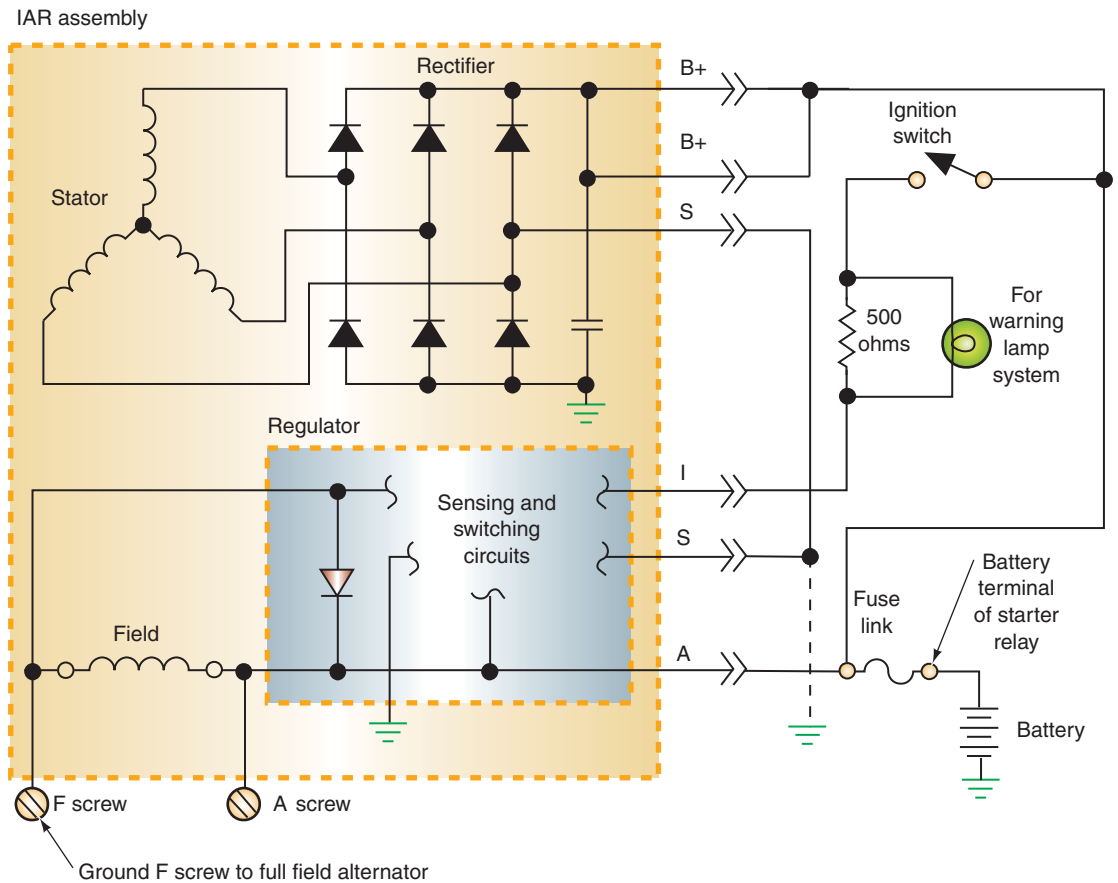 IAR assembly
Rectifier
B+
Ignition
switch
B+
Stator
S
500
ohms
For
warning
lamp
system
Regulator
I
Sensing and
switching
circuits
S
Battery
terminal
of starter
relay
Fuse
link
Field
A
Battery
F screw
A screw
Ground F screw to full field alternator